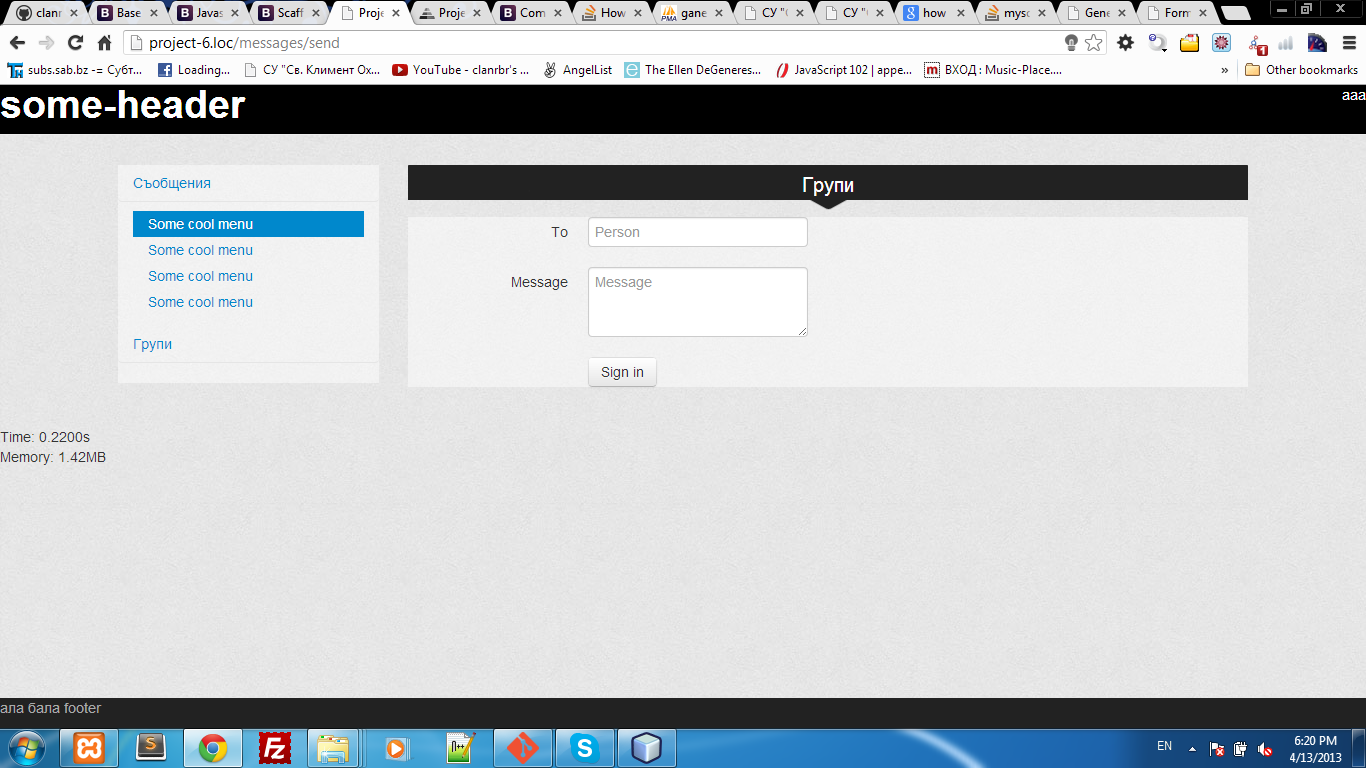 clanr
Base
Javas
Scaff
Proje
Proje
Com
How
gane
СУ "С
СУ "С
how
mysc
Gene
Form
project-6.loc/messages/send
subs.sab.bz -= Субт...
Loading...
СУ "Св. Климент Ох...
YouTube - clanrbr's ...
AngelList
The Ellen DeGeneres...
JavaScript 102 | appe...
ВХОД : Music-Place....
»
Other bookmarks
some-header
aaa
Съобщения
Some cool menu
Some cool menu
Some cool menu
Some cool menu
Групи
Групи
To
Person
Message
Message
Sign in
Time: 0.2200s
Memory: 1.42MB
ала бала footer
EN
6:20 PM
4/13/2013